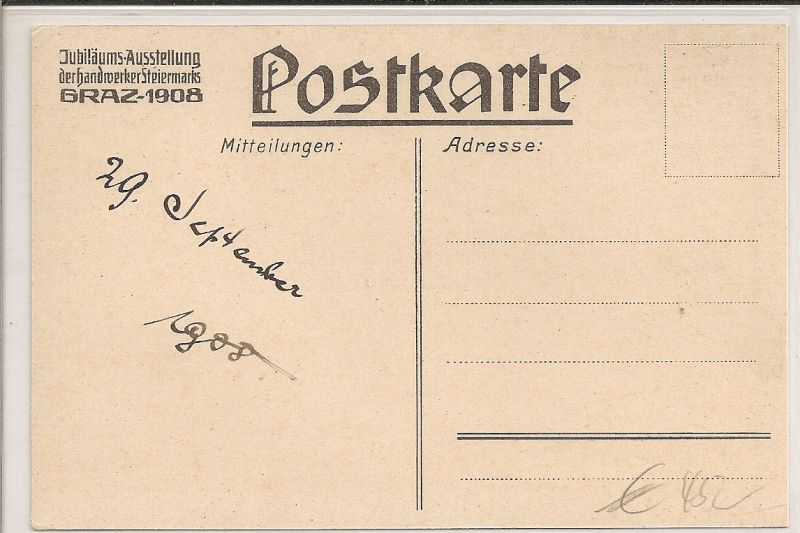 Jubiläums-Ausstellung
der Handwerker Steiermarks
GRAZ-1908
Postkarte
Mitteilungen:
Adresse:
29. September
1908